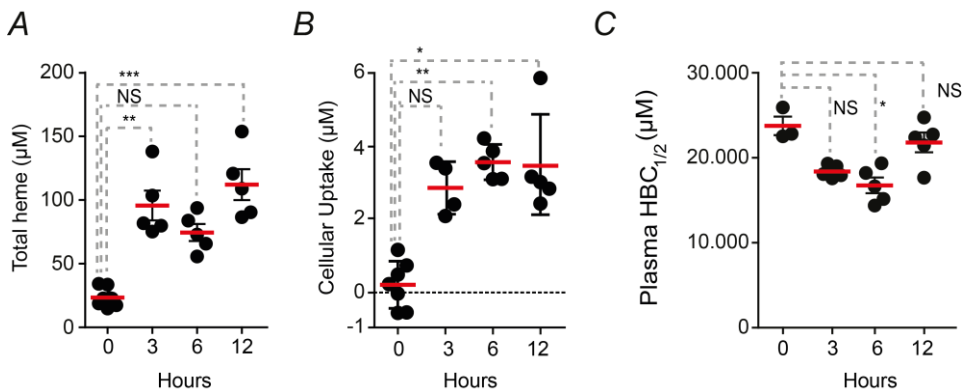 A
Total heme (µM)
200
150
100
50
0
***
NS
**
0 3 6 12
Hours
B
Cellular Uptake (µM)
6
4
2
0
-1
*
**
NS
0 3 6 12
Hours
C
Plasma HBC1/2 (µM)
30.000
20.000
10.000
0
NS
*
NS
0 3 6 12
Hours